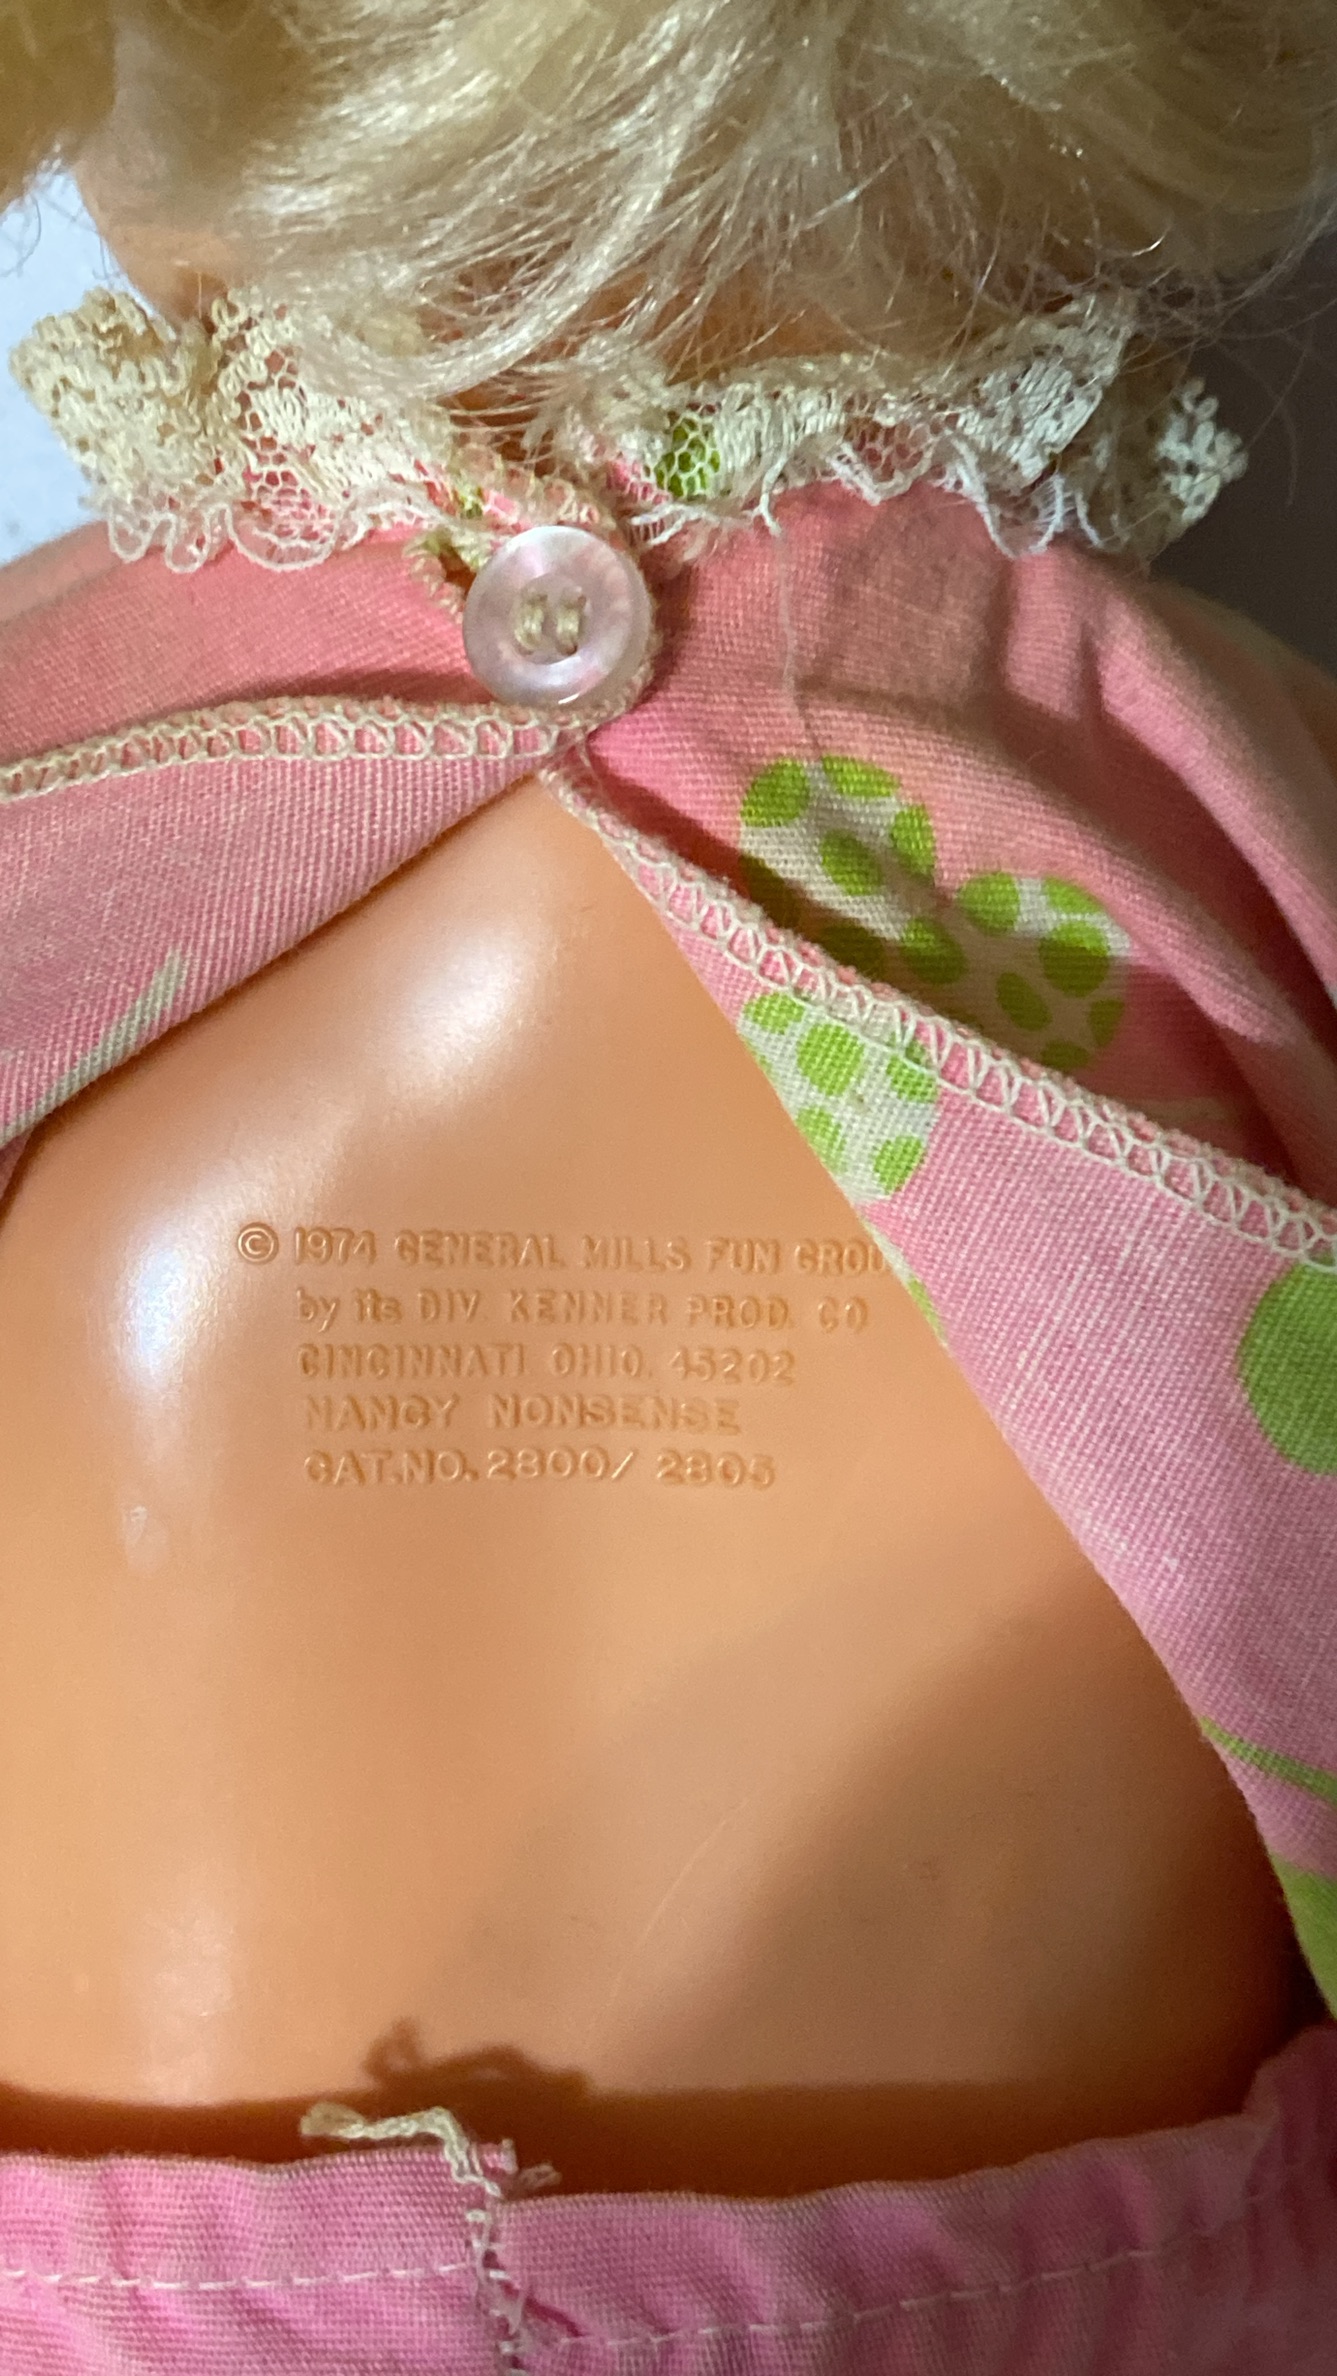 © 1974 GENERAL MILLS FUN GROU
by its DIV. KENNER PROD. CO
CINCINNATI OHIO. 45202
NANCY NONSENSE
CAT.NO. 2800/ 2805